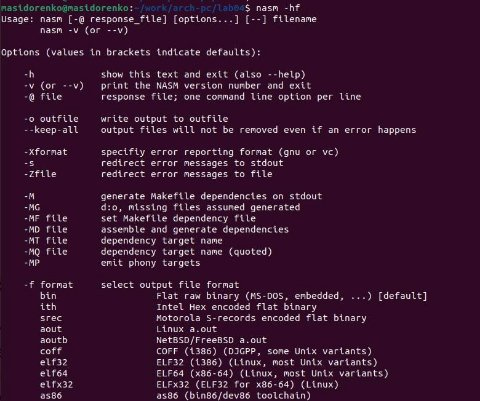 masidorenko@masidorenko:~/work/arch-pc/lab04$ nasm -hf
Usage: nasm [-@ response_file] [options...] [--] filename
nasm -v (or --v)
Options (values in brackets indicate defaults):
-h show this text and exit (also --help)
-v (or --v) print the NASM version number and exit
-@ file response file; one command line option per line
-o outfile write output to outfile
--keep-all output files will not be removed even if an error happens
-Xformat specifiy error reporting format (gnu or vc)
-s redirect error messages to stdout
-Zfile redirect error messages to file
-M generate Makefile dependencies on stdout
-MG d:o, missing files assumed generated
-MF file set Makefile dependency file
-MD file assemble and generate dependencies
-MT file dependency target name
-MQ file dependency target name (quoted)
-MP emit phony targets
-f format select output file format
bin Flat raw binary (MS-DOS, embedded, ...) [default]
ith Intel Hex encoded flat binary
srec Motorola S-records encoded flat binary
aout Linux a.out
aoutb NetBSD/FreeBSD a.out
coff COFF (i386) (DJGPP, some Unix variants)
elf32 ELF32 (i386) (Linux, most Unix variants)
elf64 ELF64 (x86-64) (Linux, most Unix variants)
elfx32 ELFx32 (ELF32 for x86-64) (Linux)
as86 as86 (bin86/dev86 toolchain)